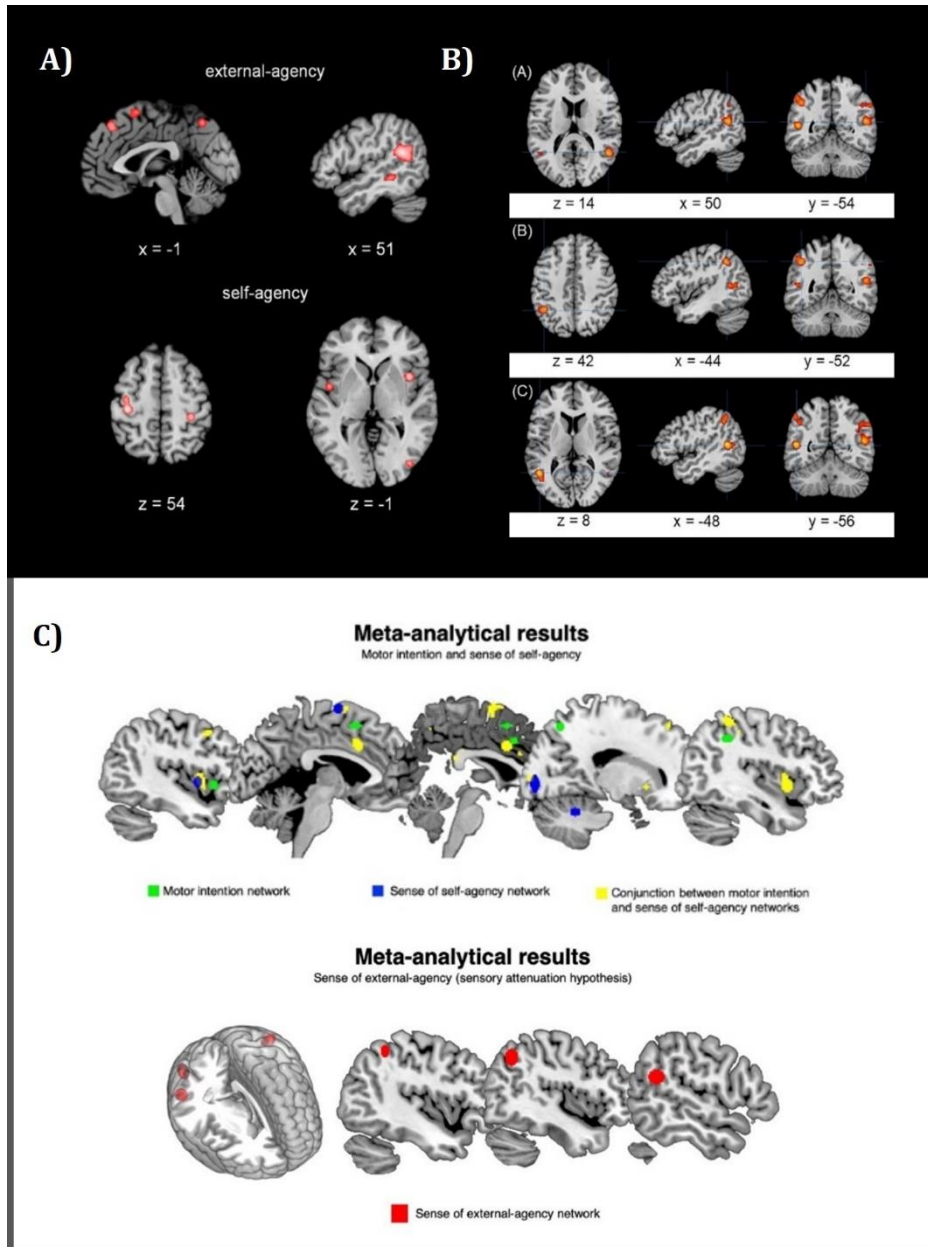 A)
external-agency
x = -1
x = 51
self-agency
z = 54
z = -1
B)
(A)
z = 14
x = 50
y = -54
(B)
z = 42
x = -44
y = -52
(C)
z = 8
x = -48
y = -56
C)
Meta-analytical results
Motor intention and sense of self-agency
Motor intention network
Sense of self-agency network
Conjunction between motor intention
and sense of self-agency networks
Meta-analytical results
Sense of external-agency (sensory attenuation hypothesis)
Sense of external-agency network